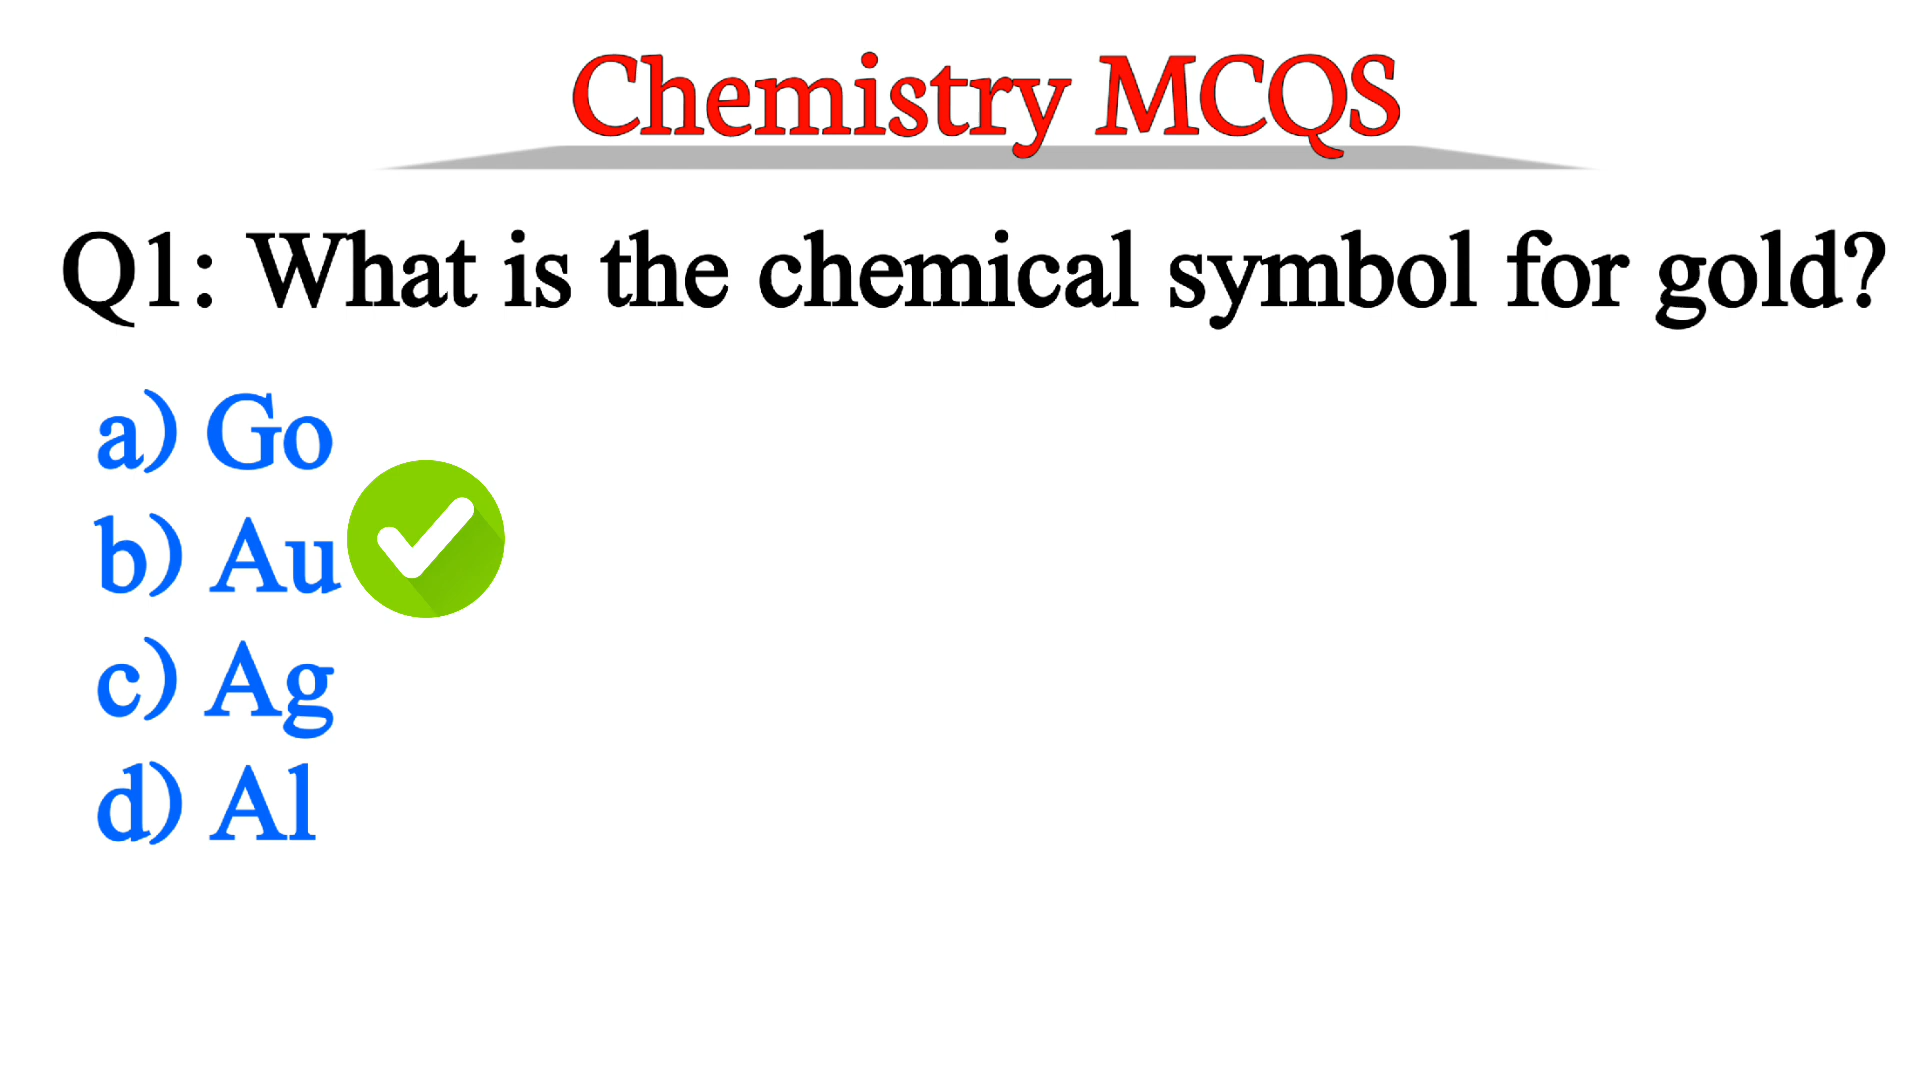 Chemistry MCQS
Q1: What is the chemical symbol for gold?
a) Go
b) Au
c) Ag
d) Al